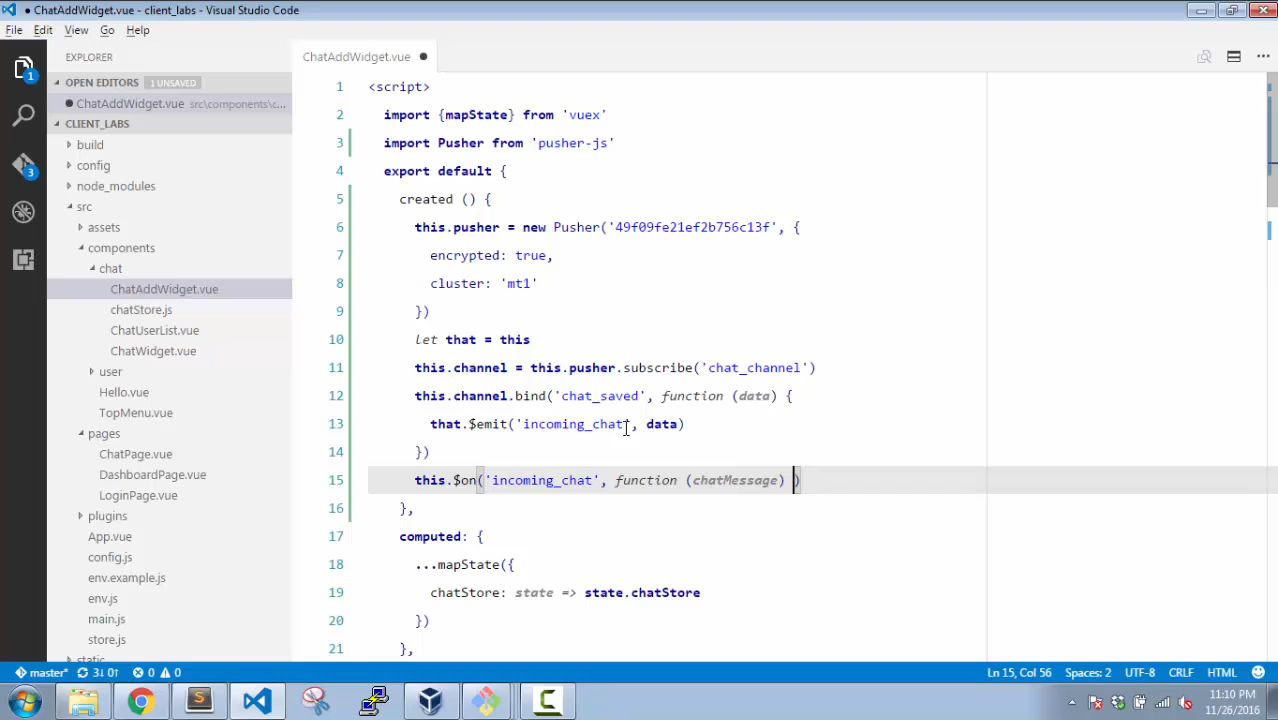 ● ChatAddWidget.vue - client_labs - Visual Studio Code
File Edit View Go Help
EXPLORER
OPEN EDITORS 1 UNSAVED
ChatAddWidget.vue src\components\c...
CLIENT_LABS
build
config
node_modules
src
assets
components
chat
ChatAddWidget.vue
chatStore.js
ChatUserList.vue
ChatWidget.vue
user
Hello.vue
TopMenu.vue
pages
ChatPage.vue
DashboardPage.vue
LoginPage.vue
plugins
App.vue
config.js
env.example.js
env.js
main.js
store.js
static
1
3
ChatAddWidget.vue
1 <script>
2 import {mapState} from 'vuex'
3 import Pusher from 'pusher-js'
4 export default {
5 created () {
6 this.pusher = new Pusher('49f09fe21ef2b756c13f', {
7 encrypted: true,
8 cluster: 'mt1'
9 })
10 let that = this
11 this.channel = this.pusher.subscribe('chat_channel')
12 this.channel.bind('chat_saved', function (data) {
13 that.$emit('incoming_chat', data)
14 })
15 this.$on('incoming_chat', function (chatMessage) )
16 },
17 computed: {
18 ...mapState({
19 chatStore: state => state.chatStore
20 })
21 },
master* 3↓ 0↑ 0 0
Ln 15, Col 56 Spaces: 2 UTF-8 CRLF HTML
11:10 PM
11/26/2016